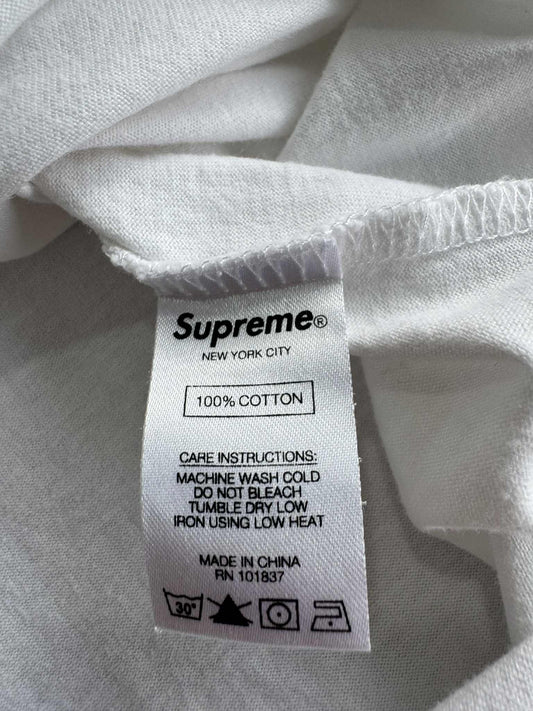 Supreme®
NEW YORK CITY
100% COTTON
CARE INSTRUCTIONS:
MACHINE WASH COLD
DO NOT BLEACH
TUMBLE DRY LOW
IRON USING LOW HEAT
MADE IN CHINA
RN 101837
30°